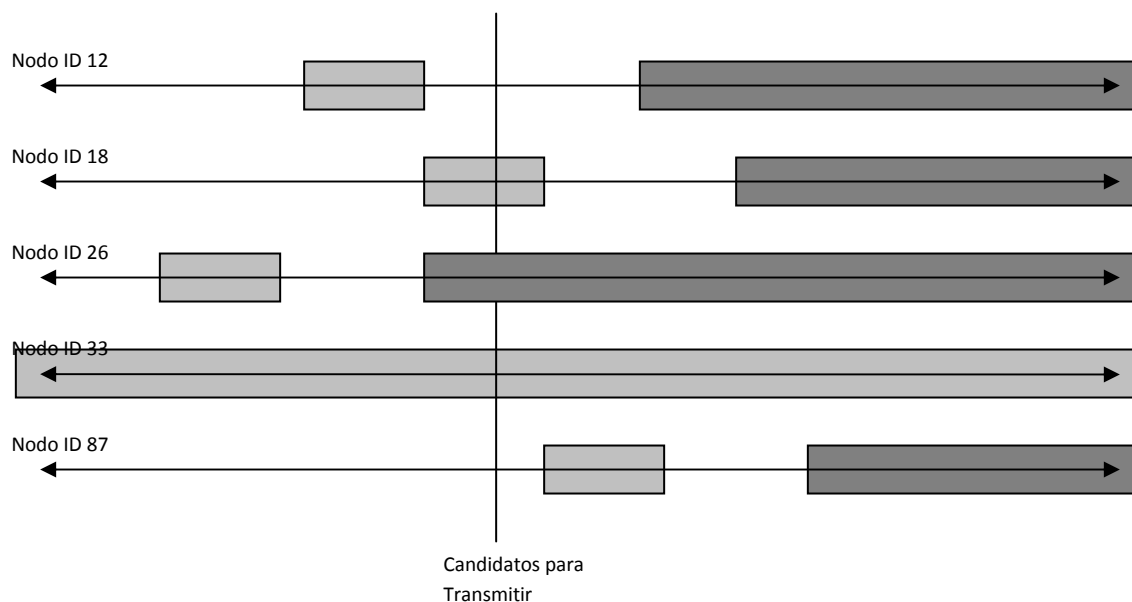 Nodo ID 12
Nodo ID 18
Nodo ID 26
Nodo ID 33
Nodo ID 87
Candidatos para
Transmitir